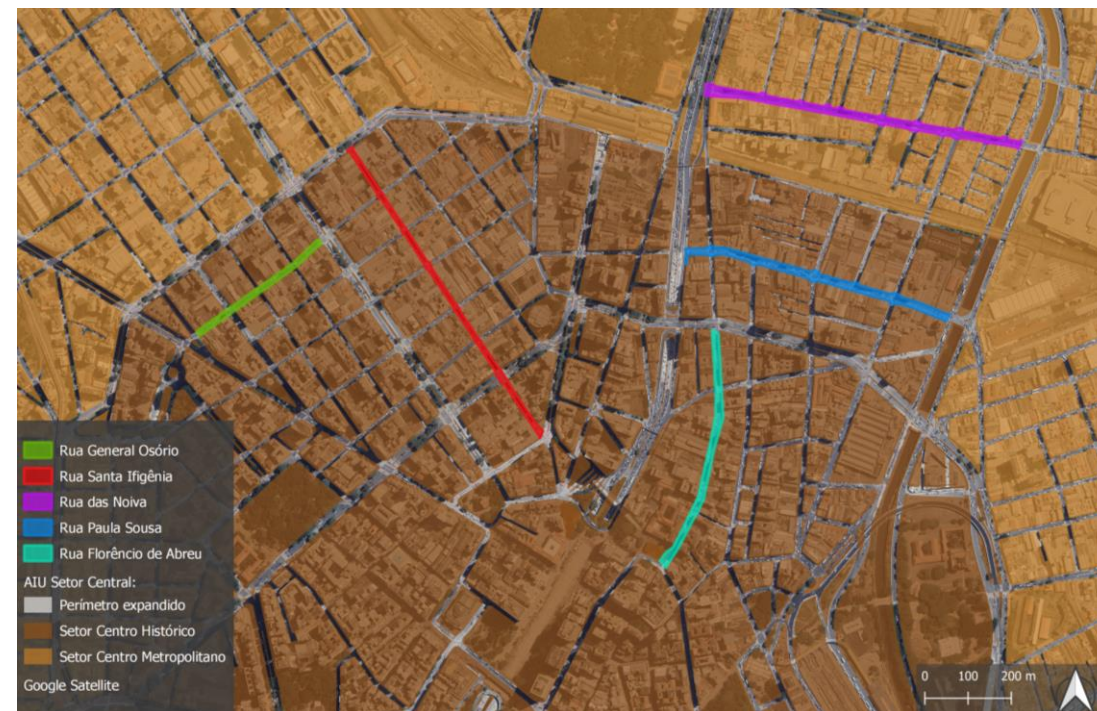 Rua General Osório
Rua Santa Ifigênia
Rua das Noiva
Rua Paula Sousa
Rua Florêncio de Abreu
AIU Setor Central:
Perímetro expandido
Setor Centro Histórico
Setor Centro Metropolitano
Google Satellite
0 100 200 m